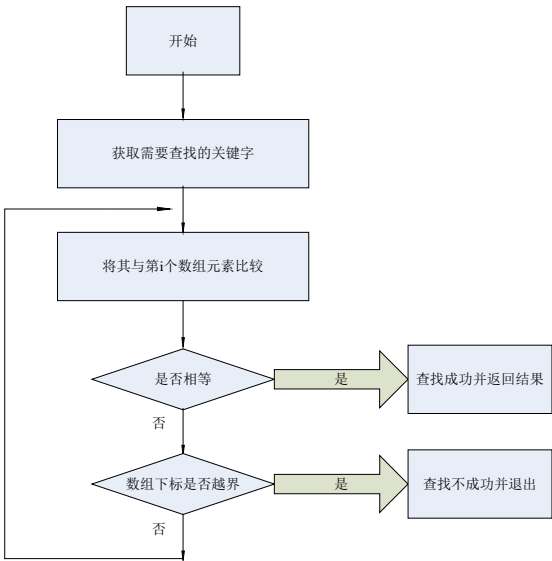 开始
获取需要查找的关键字
将其与第i个数组元素比较
是否相等
是
查找成功并返回结果
否
数组下标是否越界
是
查找不成功并退出
否